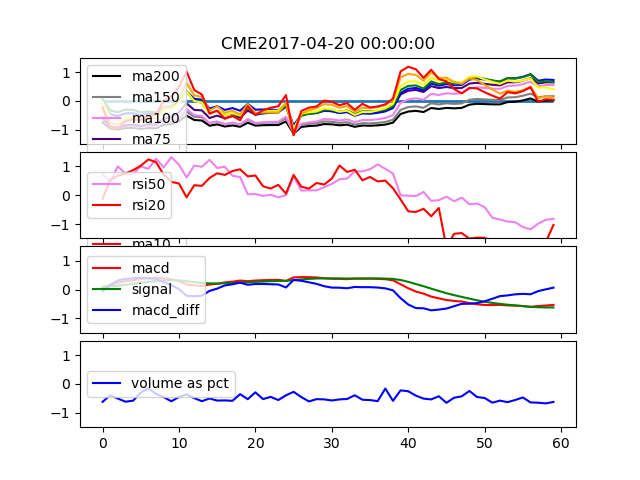 CME2017-04-20 00:00:00
1
0
−1
ma200
ma150
ma100
ma75
1
0
−1
rsi50
rsi20
ma10
1
0
−1
macd
signal
macd_diff
1
0
−1
volume as pct
0 10 20 30 40 50 60